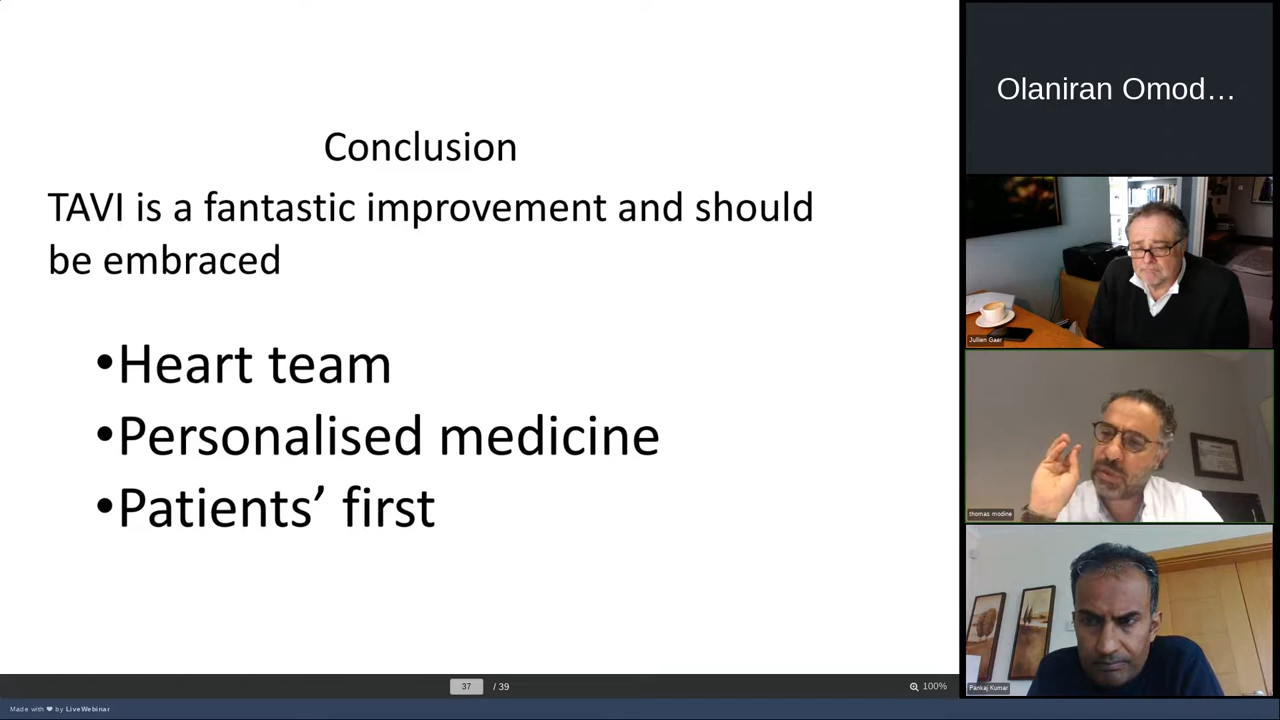 Conclusion
TAVI is a fantastic improvement and should
be embraced
•Heart team
•Personalised medicine
•Patients’ first
37 / 39
100%
Made with ❤ by LiveWebinar
Olaniran Omod…
Jullien Gaer
thomas modine
Pankaj Kumar